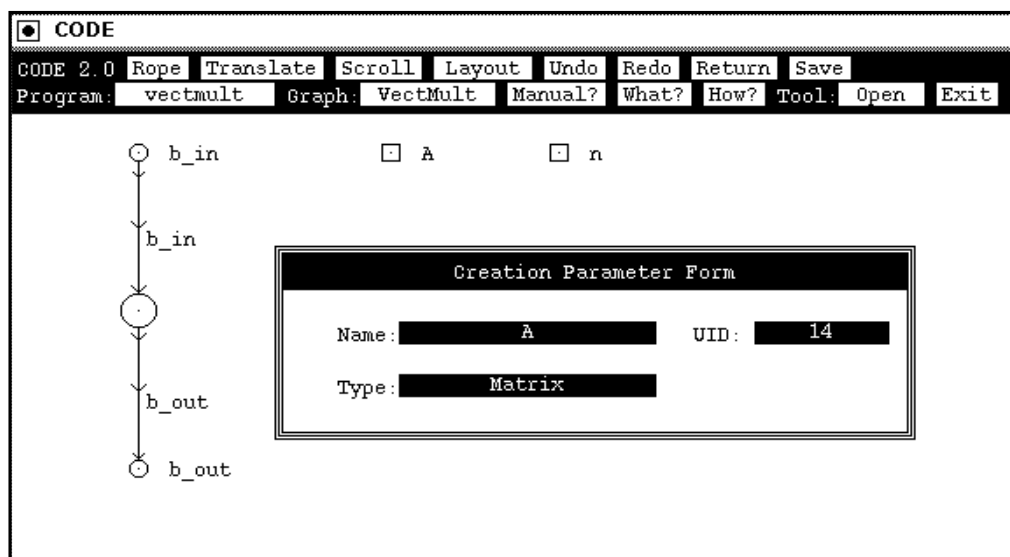 CODE
CODE 2.0 Rope Translate Scroll Layout Undo Redo Return Save
Program: vectmult Graph: VectMult Manual? What? How? Tool: Open Exit
b_in A n
b_in
Creation Parameter Form
Name: A UID: 14
Type: Matrix
b_out
b_out